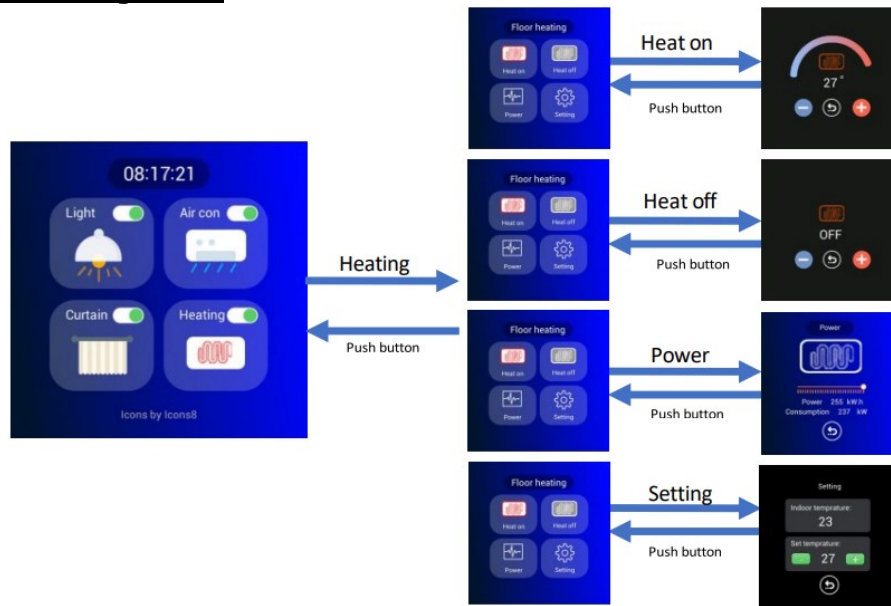 08:17:21
Light
Air con
Curtain
Heating
Icons by Icons8
Heating
Push button
Floor heating
Heat on
Heat off
Power
Setting
Heat on
Push button
27°
Floor heating
Heat on
Heat off
Power
Setting
Heat off
Push button
OFF
Floor heating
Heat on
Heat off
Power
Setting
Power
Push button
Power
Power 255 kW.h
Consumption 237 kW
Floor heating
Heat on
Heat off
Power
Setting
Setting
Push button
Setting
Indoor temprature:
23
Set temprature:
- 27 +